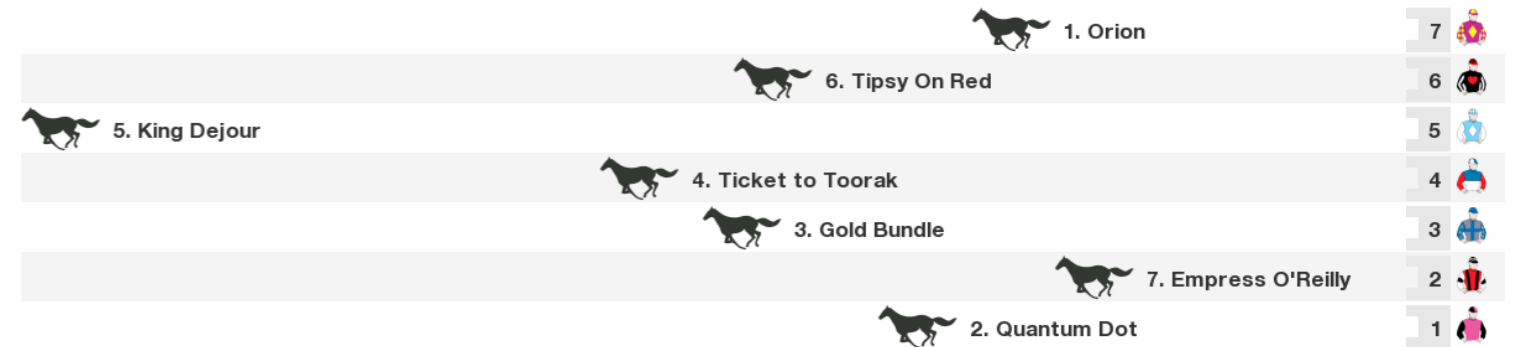 1. Orion 7
6. Tipsy On Red 6
5. King Dejour 5
4. Ticket to Toorak 4
3. Gold Bundle 3
7. Empress O'Reilly 2
2. Quantum Dot 1